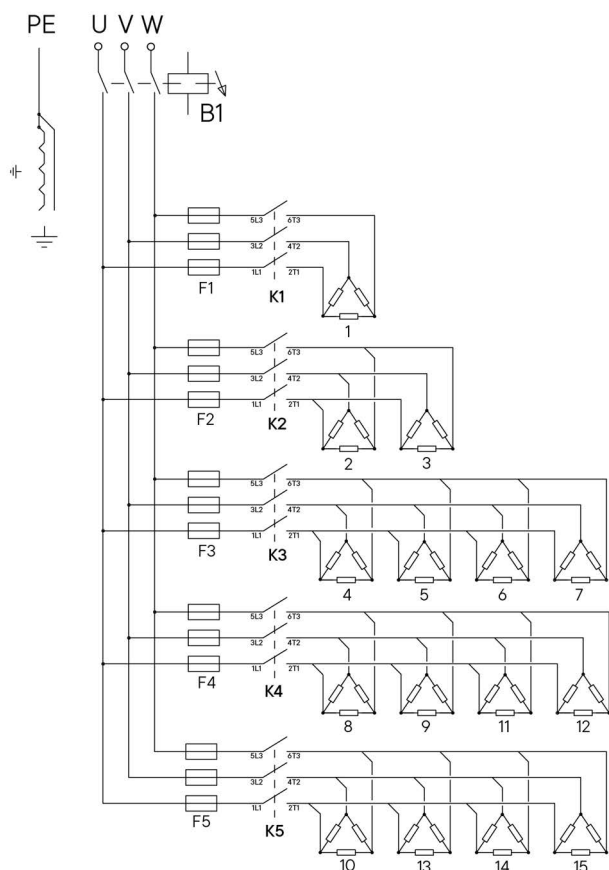 PE U V W
B1
5L3 6T3
3L2 4T2
1L1 2T1
F1 K1
1
5L3 6T3
3L2 4T2
1L1 2T1
F2 K2
2 3
5L3 6T3
3L2 4T2
1L1 2T1
F3 K3
4 5 6 7
5L3 6T3
3L2 4T2
1L1 2T1
F4 K4
8 9 11 12
5L3 6T3
3L2 4T2
1L1 2T1
F5 K5
10 13 14 15